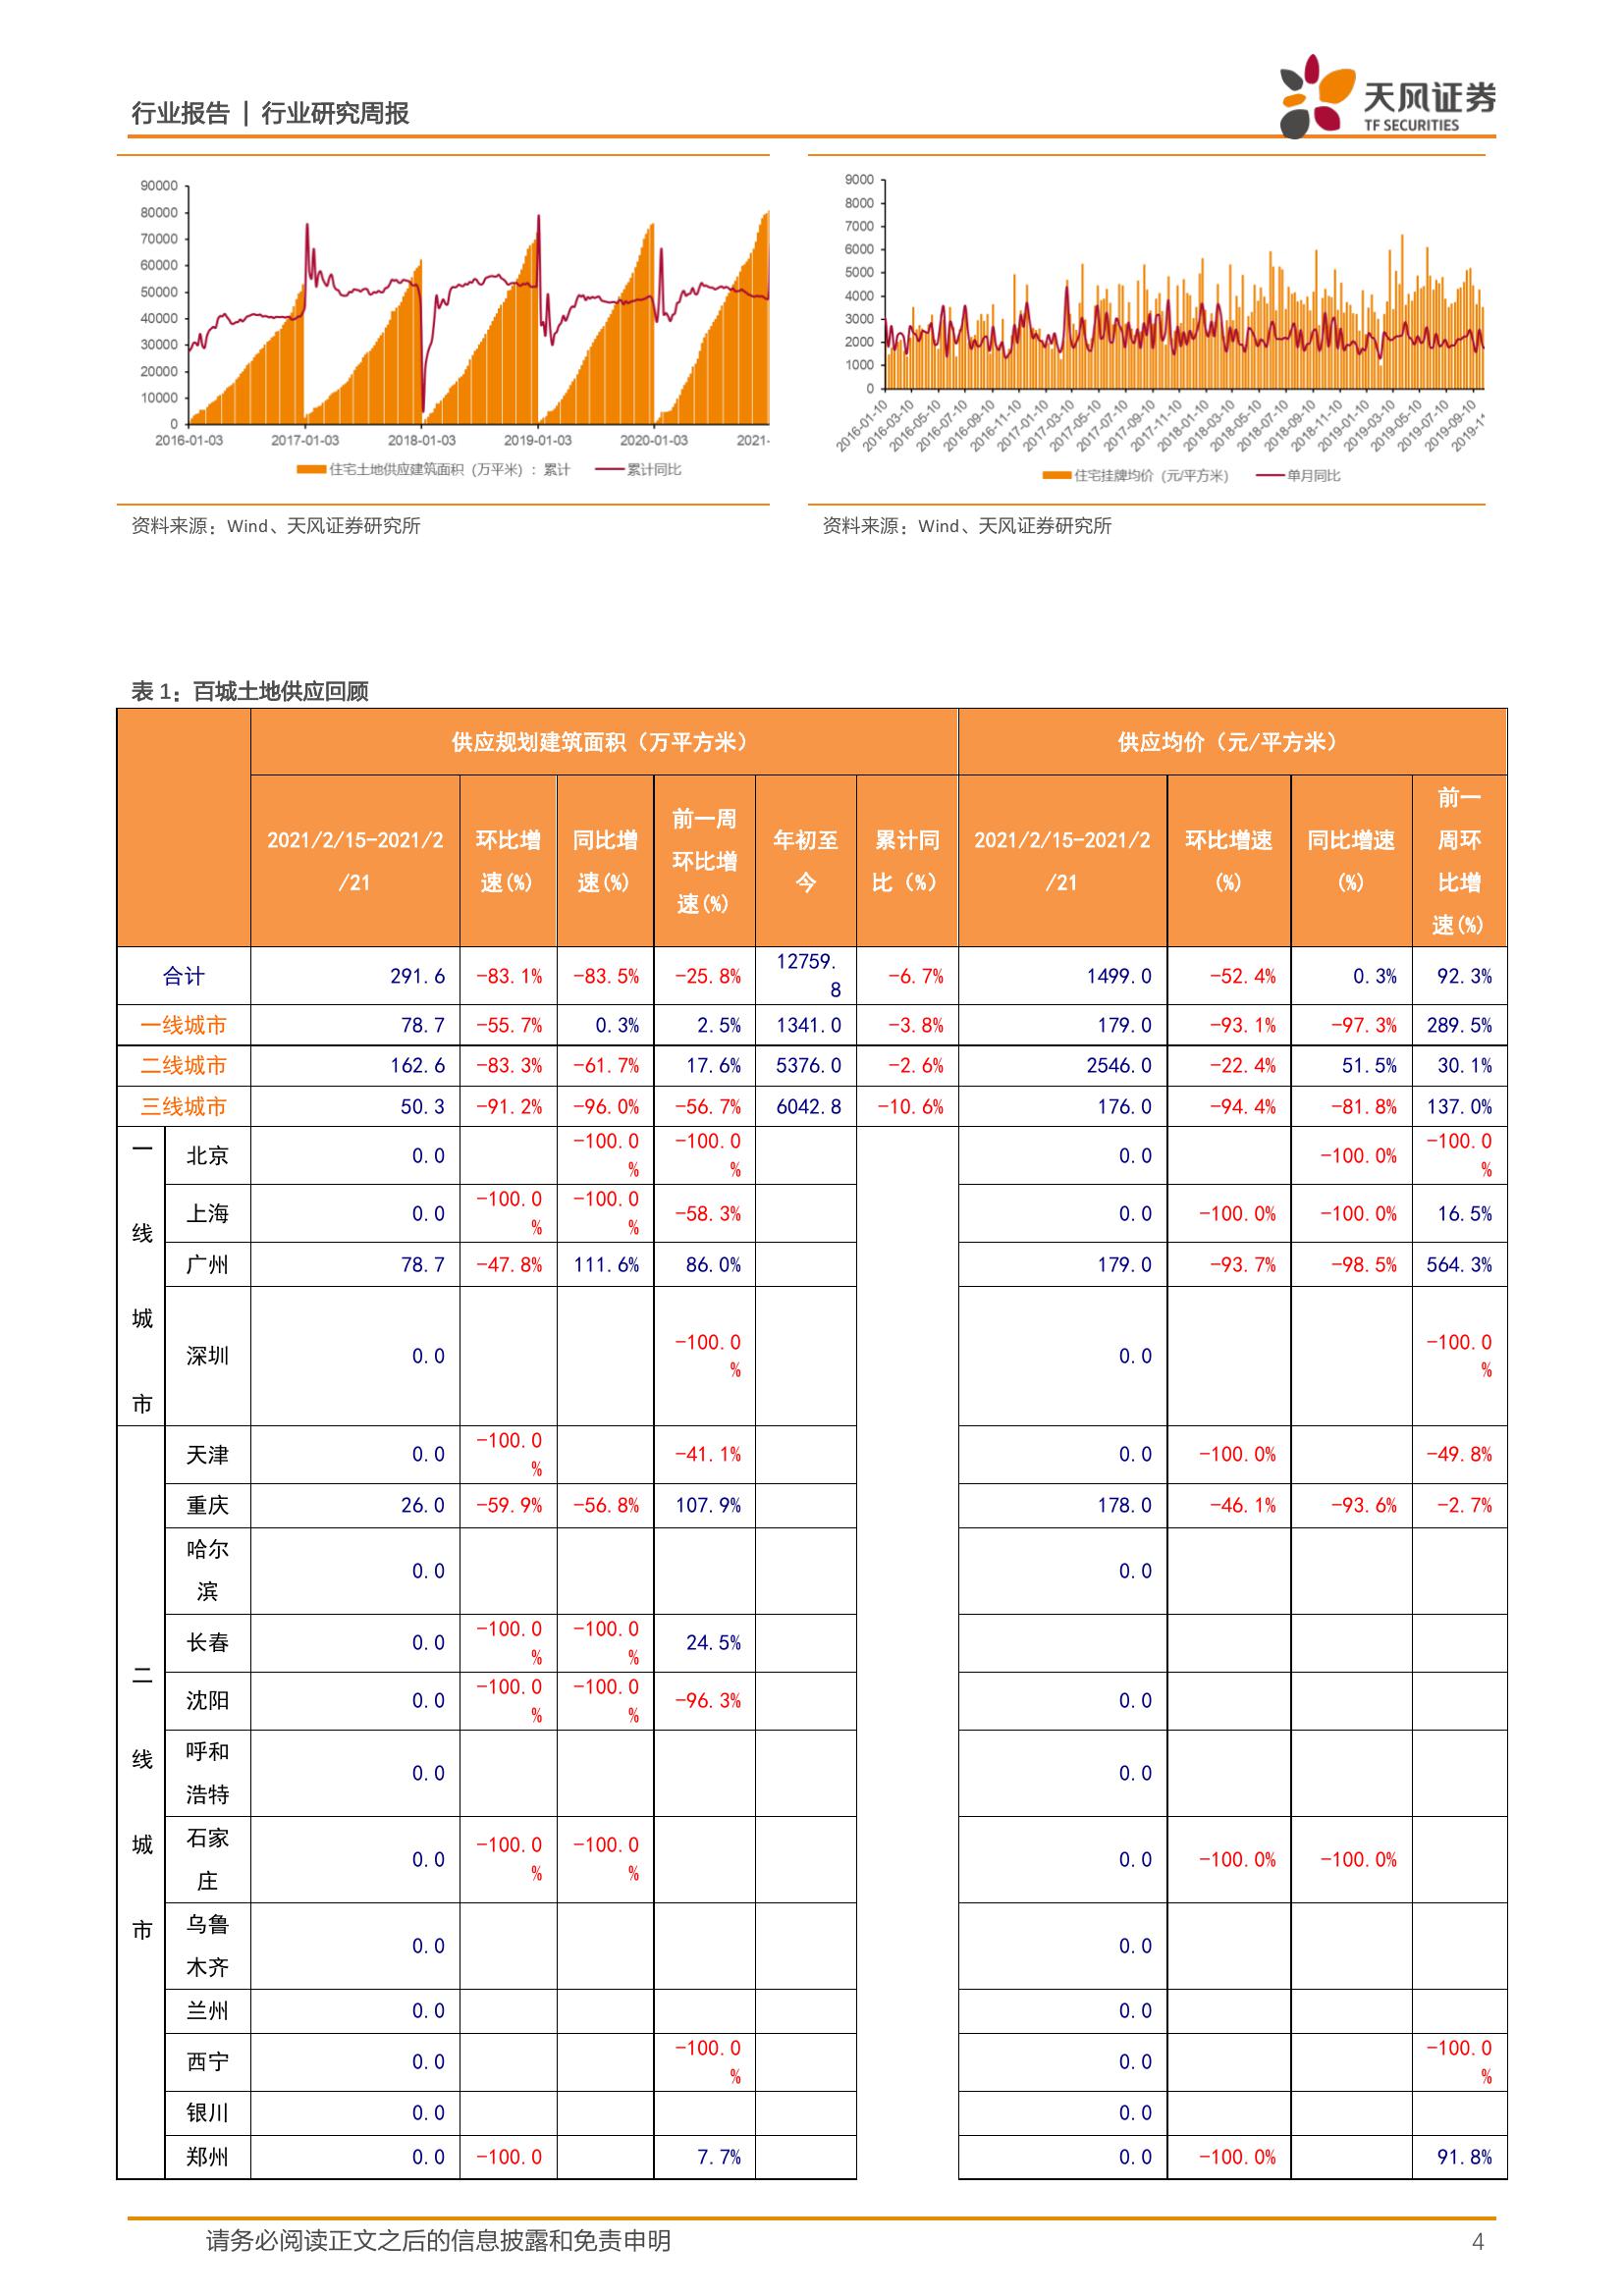 行业报告 | 行业研究周报
天风证券
TF SECURITIES
90000
80000
70000
60000
50000
40000
30000
20000
10000
0
2016-01-03 2017-01-03 2018-01-03 2019-01-03 2020-01-03 2021-
住宅土地供应建筑面积（万平米）：累计 累计同比
9000
8000
7000
6000
5000
4000
3000
2000
1000
0
2016-01-10 2016-03-10 2016-05-10 2016-07-10 2016-09-10 2016-11-10 2017-01-10 2017-03-10 2017-05-10 2017-07-10 2017-09-10 2017-11-10 2018-01-10 2018-03-10 2018-05-10 2018-07-10 2018-09-10 2018-11-10 2019-01-10 2019-03-10 2019-05-10 2019-07-10 2019-09-10 2019-1
住宅挂牌均价（元/平方米） 单月同比
资料来源：Wind、天风证券研究所 资料来源：Wind、天风证券研究所
表 1：百城土地供应回顾
供应规划建筑面积（万平方米） 供应均价（元/平方米）
2021/2/15-2021/2/21 环比增速(%) 同比增速(%) 前一周环比增速(%) 年初至今 累计同比（%） 2021/2/15-2021/2/21 环比增速(%) 同比增速(%) 前一周环比增速(%)
合计 291.6 -83.1% -83.5% -25.8% 12759.8 -6.7% 1499.0 -52.4% 0.3% 92.3%
一线城市 78.7 -55.7% 0.3% 2.5% 1341.0 -3.8% 179.0 -93.1% -97.3% 289.5%
二线城市 162.6 -83.3% -61.7% 17.6% 5376.0 -2.6% 2546.0 -22.4% 51.5% 30.1%
三线城市 50.3 -91.2% -96.0% -56.7% 6042.8 -10.6% 176.0 -94.4% -81.8% 137.0%
一线城市
北京 0.0 -100.0% -100.0% 0.0 -100.0% -100.0%
上海 0.0 -100.0% -100.0% -58.3% 0.0 -100.0% -100.0% 16.5%
广州 78.7 -47.8% 111.6% 86.0% 179.0 -93.7% -98.5% 564.3%
深圳 0.0 -100.0% 0.0 -100.0%
二线城市
天津 0.0 -100.0% -41.1% 0.0 -100.0% -49.8%
重庆 26.0 -59.9% -56.8% 107.9% 178.0 -46.1% -93.6% -2.7%
哈尔滨 0.0 0.0
长春 0.0 -100.0% -100.0% 24.5%
沈阳 0.0 -100.0% -100.0% -96.3% 0.0
呼和浩特 0.0 0.0
石家庄 0.0 -100.0% -100.0% 0.0 -100.0% -100.0%
乌鲁木齐 0.0 0.0
兰州 0.0 0.0
西宁 0.0 -100.0% 0.0 -100.0%
银川 0.0 0.0
郑州 0.0 -100.0 7.7% 0.0 -100.0% 91.8%
请务必阅读正文之后的信息披露和免责申明 4